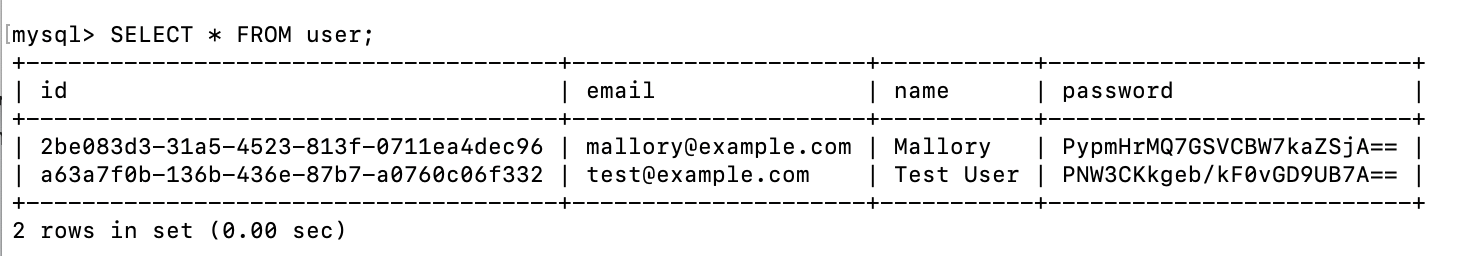 [mysql> SELECT * FROM user;
+--------------------------------------+---------------------+-----------+--------------------------+
| id                                   | email               | name      | password                 |
+--------------------------------------+---------------------+-----------+--------------------------+
| 2be083d3-31a5-4523-813f-0711ea4dec96 | mallory@example.com | Mallory   | PypmHrMQ7GSVCBW7kaZSjA== |
| a63a7f0b-136b-436e-87b7-a0760c06f332 | test@example.com    | Test User | PNW3CKkgeb/kF0vGD9UB7A== |
+--------------------------------------+---------------------+-----------+--------------------------+
2 rows in set (0.00 sec)